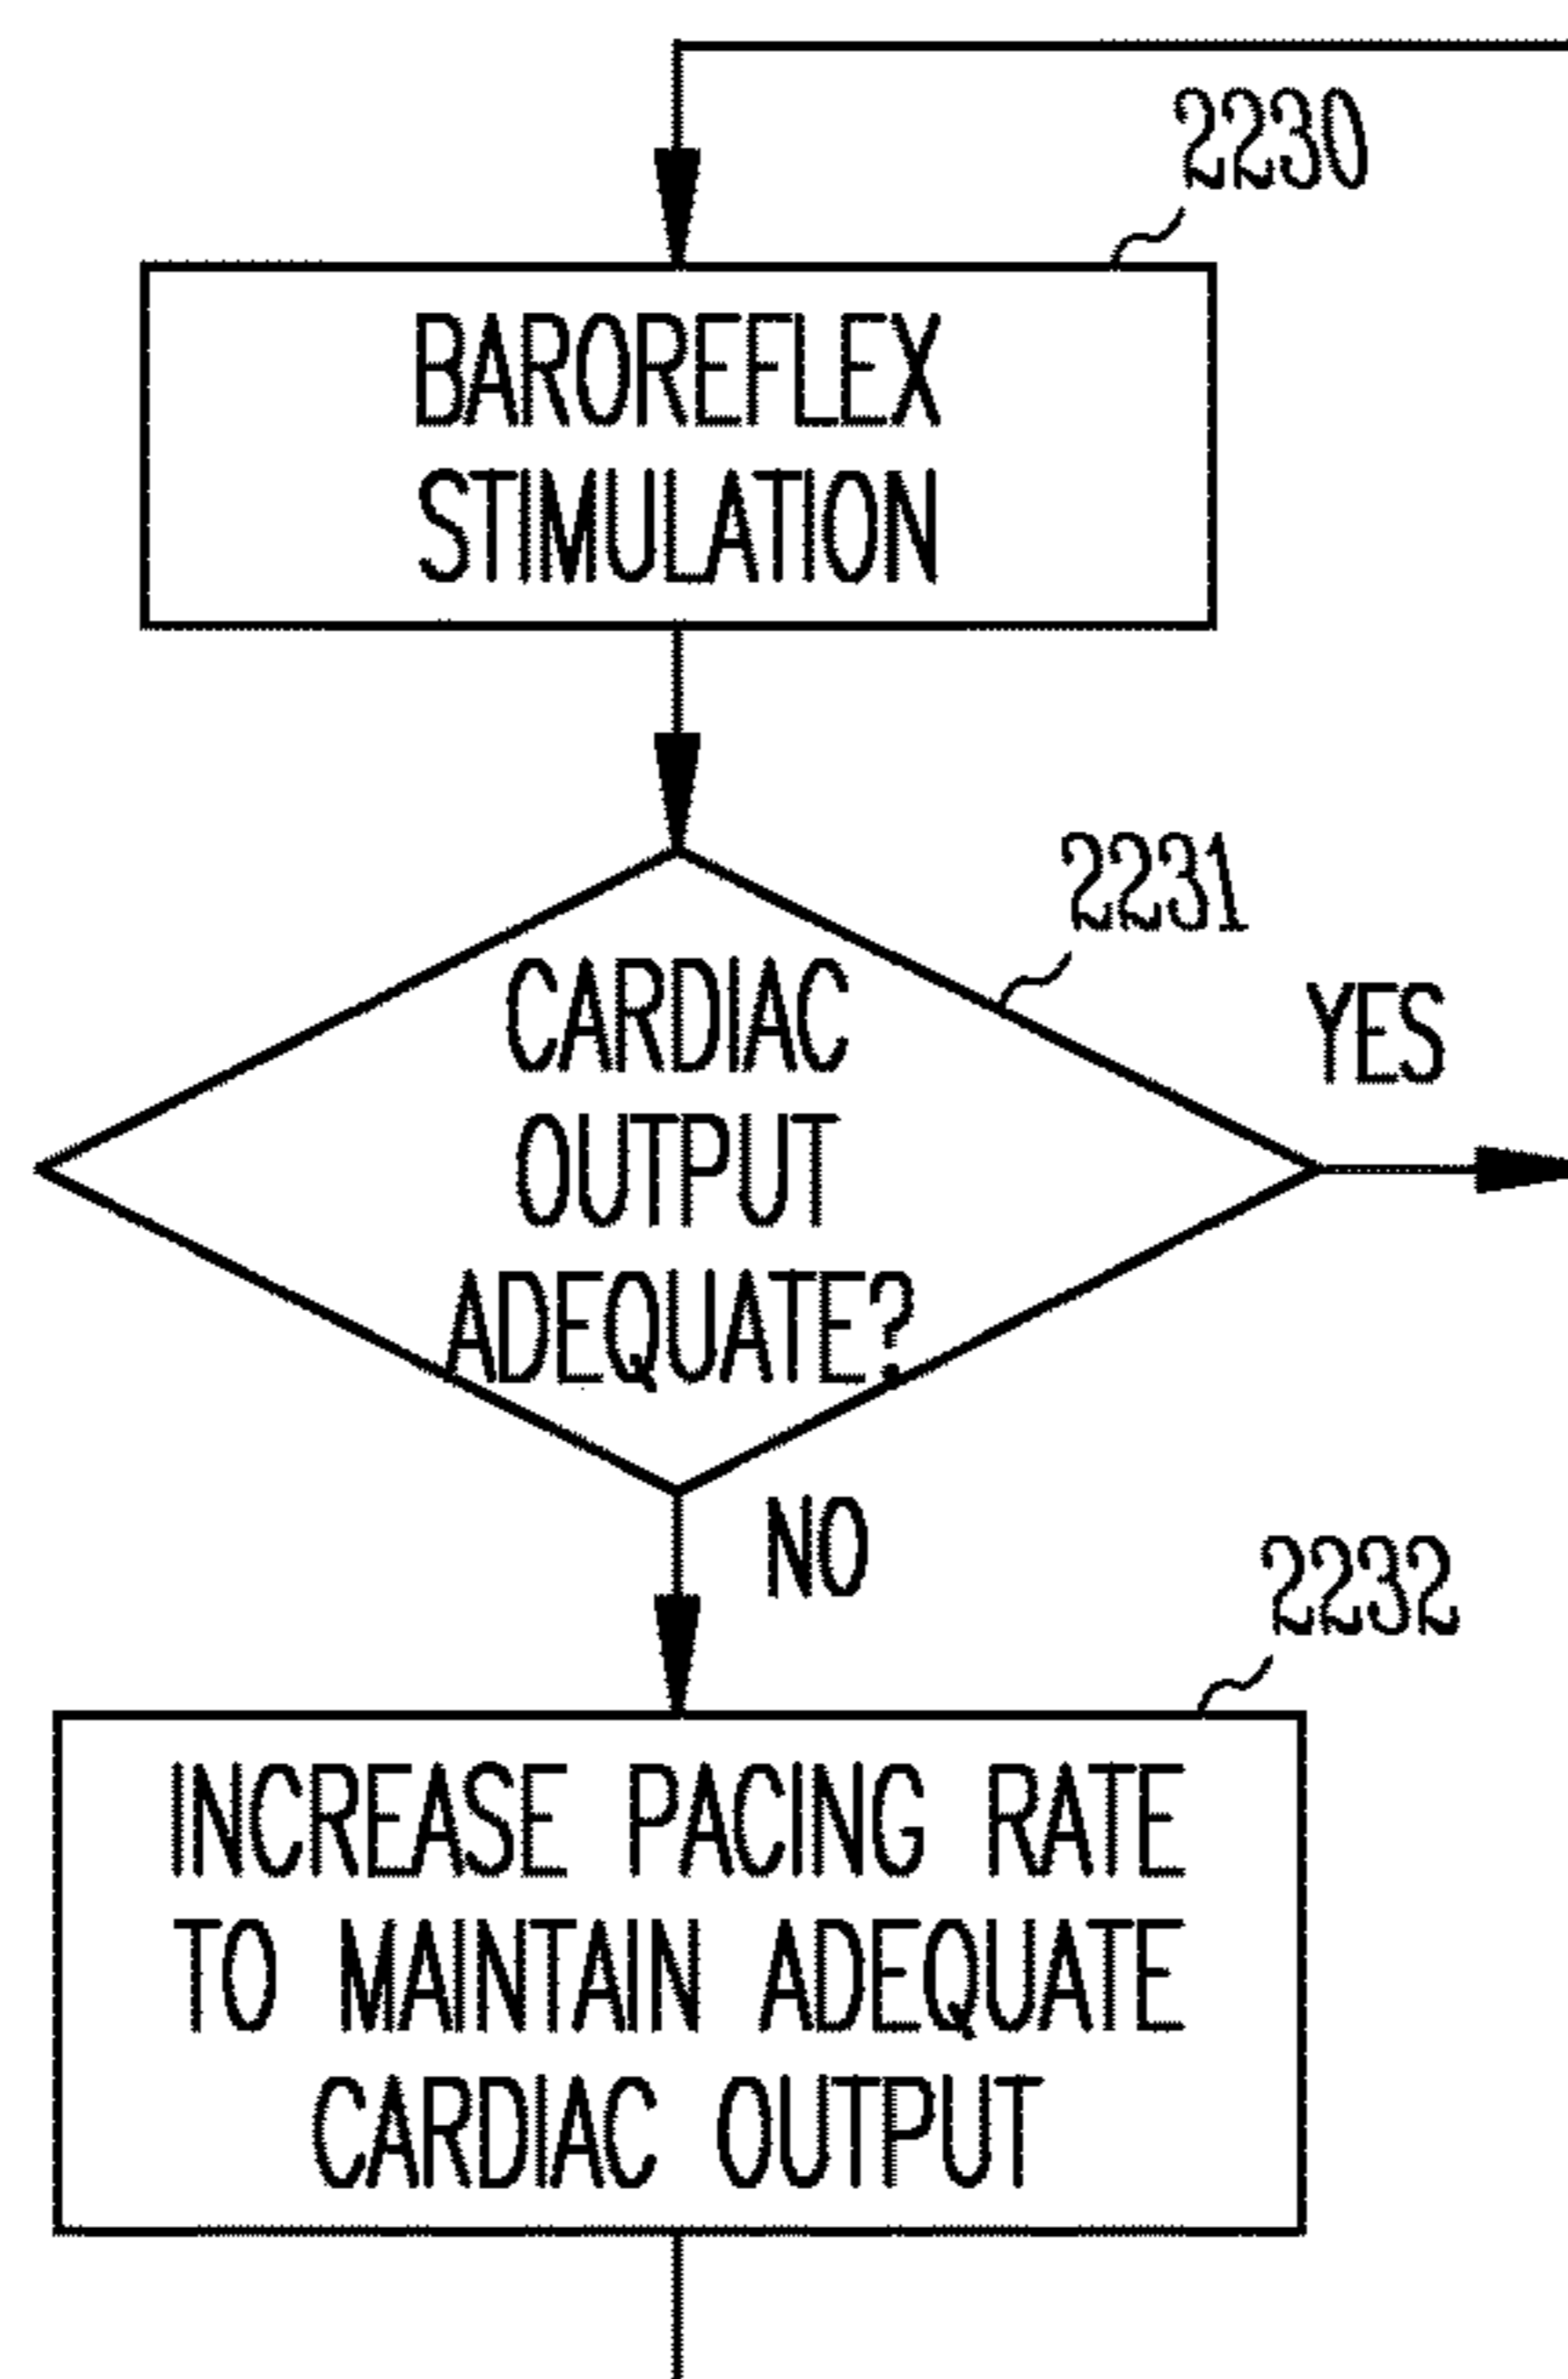 2230
BAROREFLEX
STIMULATION
2231
CARDIAC
OUTPUT
ADEQUATE?
YES
NO
2232
INCREASE PACING RATE
TO MAINTAIN ADEQUATE
CARDIAC OUTPUT